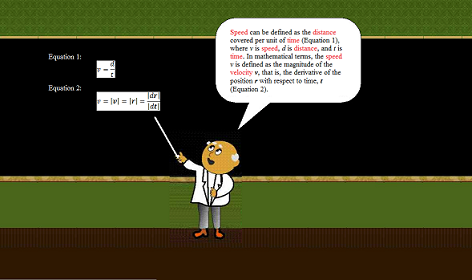 Speed can be defined as the distance
covered per unit of time (Equation 1),
where v is speed, d is distance, and t is
time. In mathematical terms, the speed
v is defined as the magnitude of the
velocity v, that is, the derivative of the
position r with respect to time, t
(Equation 2).
Equation 1:
v = d/t
Equation 2:
v = |v| = |ṙ| = |dr|/|dt|